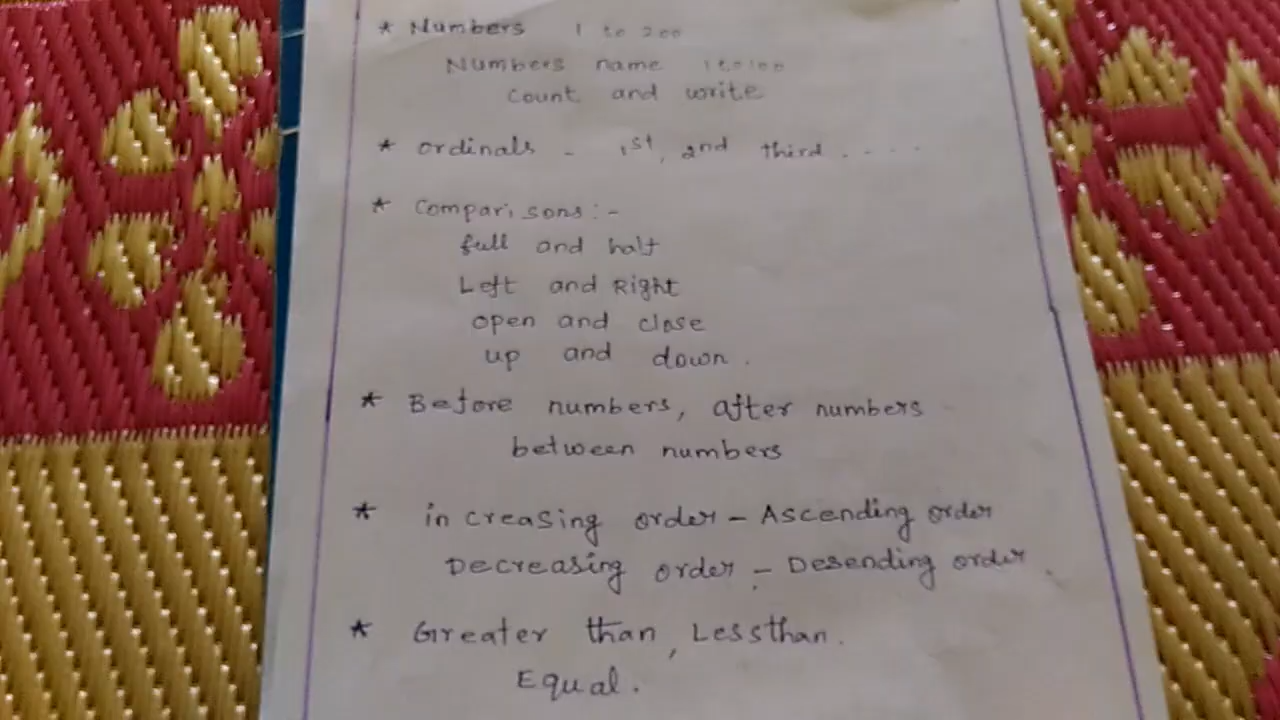 * Numbers 1 to 200
Numbers name 1 to 100
count and write
* ordinals - 1st, 2nd third . . . .
* Comparisons:-
full and half
Left and Right
open and close
up and down.
* Before numbers, after numbers
between numbers
* increasing order - Ascending order
Decreasing order - Desending order.
* Greater than, Lessthan.
Equal.